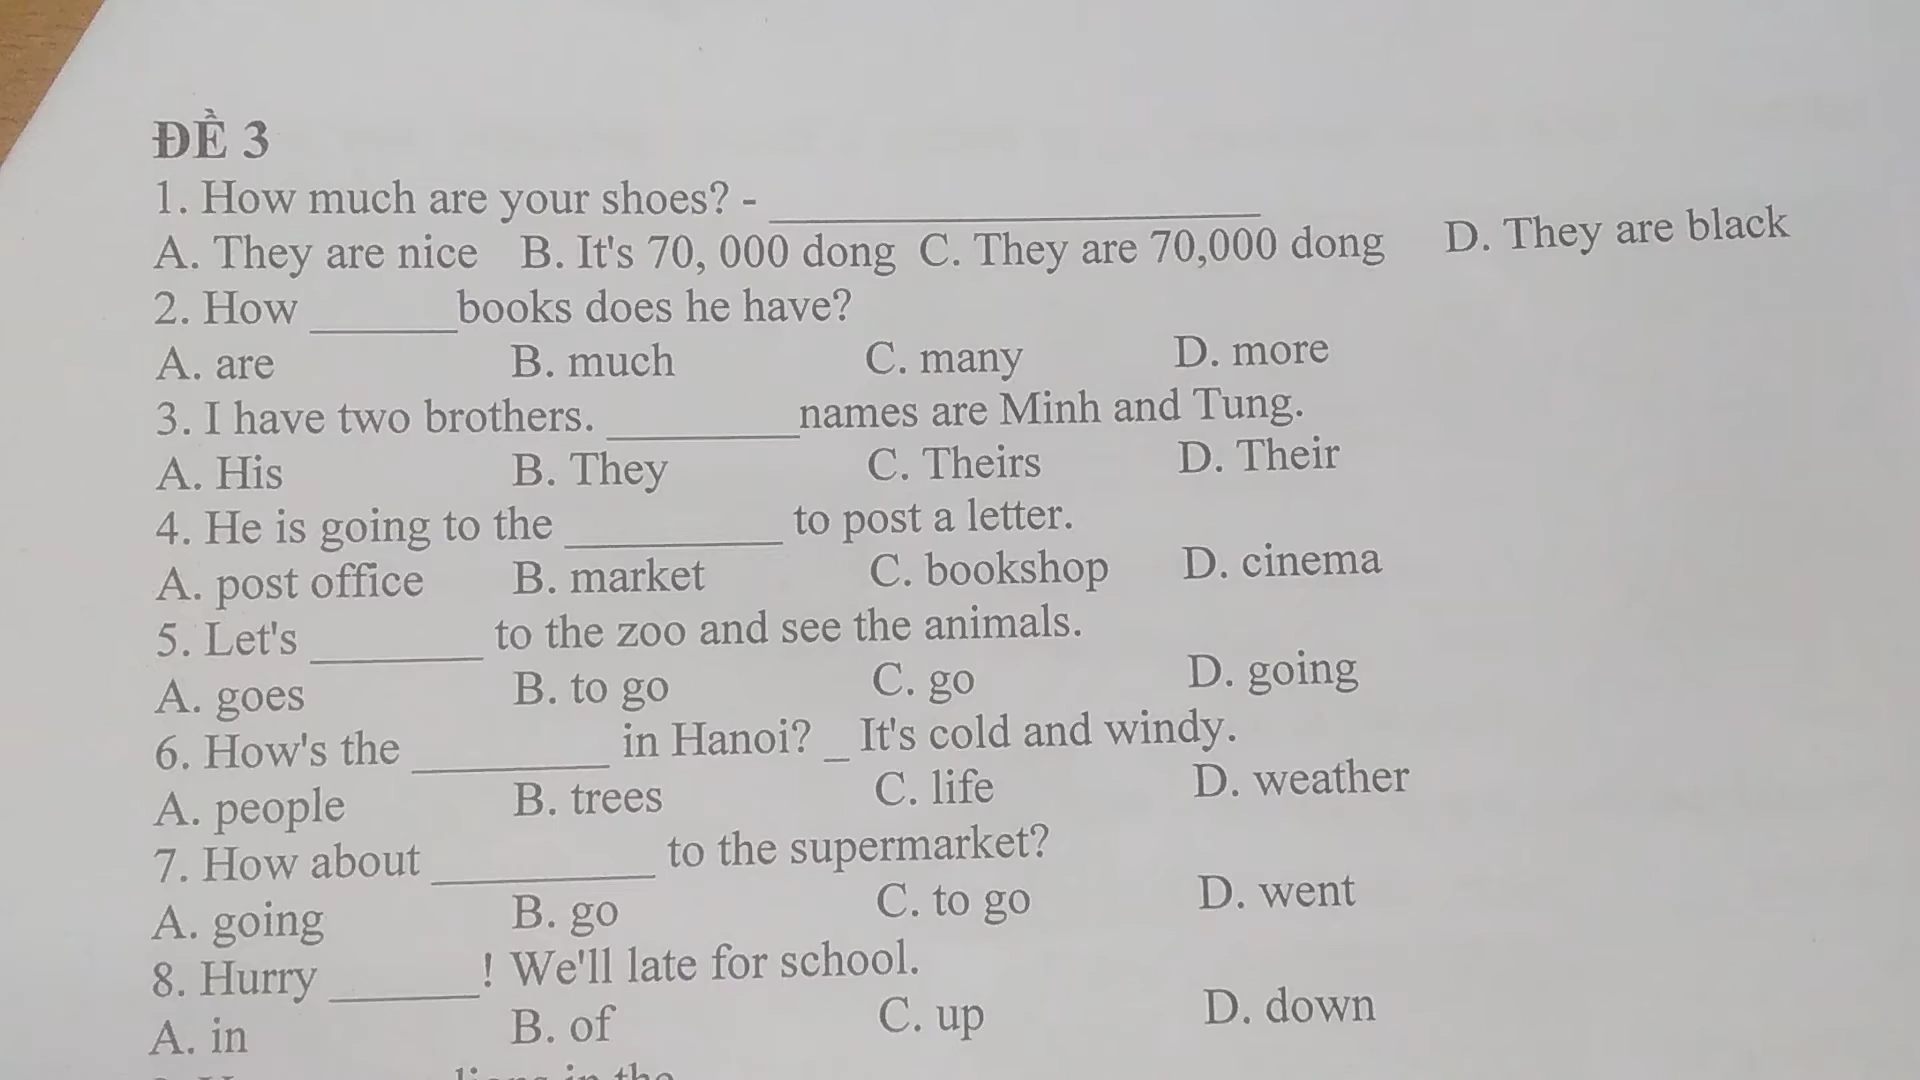 ĐỀ 3
1. How much are your shoes? - ____________________
A. They are nice B. It's 70, 000 dong C. They are 70,000 dong D. They are black
2. How ______books does he have?
A. are B. much C. many D. more
3. I have two brothers. ________names are Minh and Tung.
A. His B. They C. Theirs D. Their
4. He is going to the _________ to post a letter.
A. post office B. market C. bookshop D. cinema
5. Let's _______ to the zoo and see the animals.
A. goes B. to go C. go D. going
6. How's the ________ in Hanoi? _ It's cold and windy.
A. people B. trees C. life D. weather
7. How about _________ to the supermarket?
A. going B. go C. to go D. went
8. Hurry ______! We'll late for school.
A. in B. of C. up D. down
in the